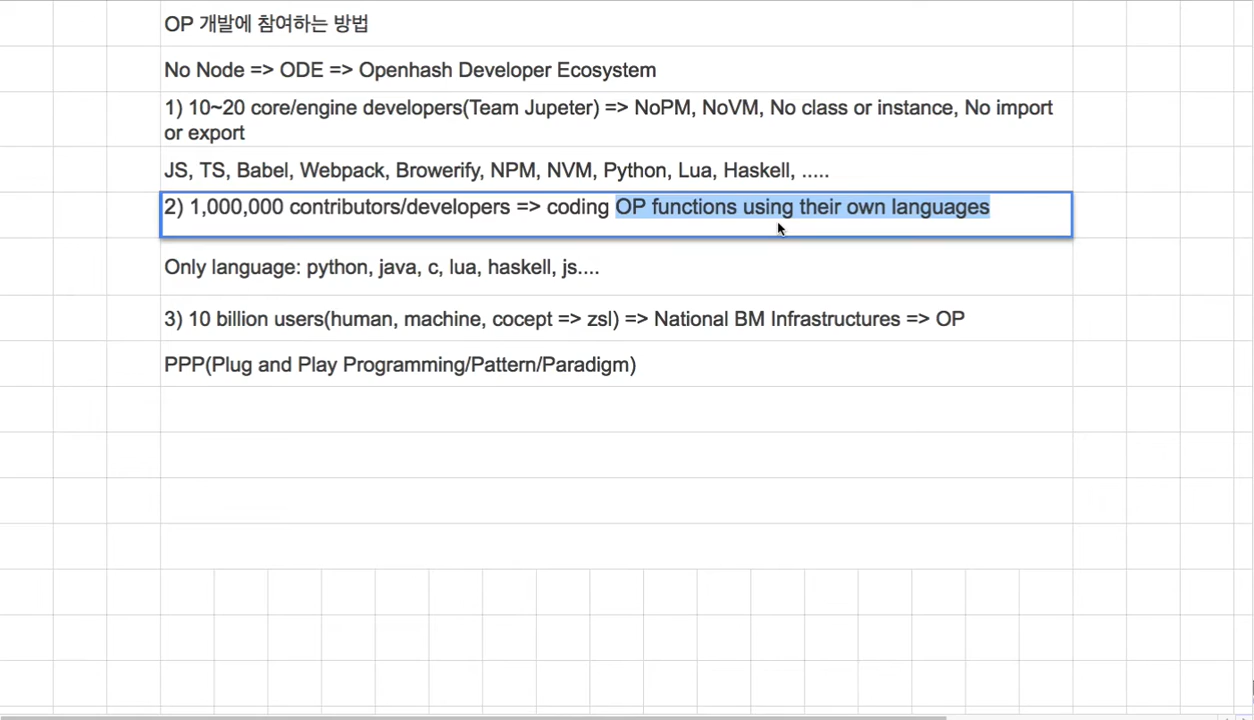 OP 개발에 참여하는 방법
No Node => ODE => Openhash Developer Ecosystem
1) 10~20 core/engine developers(Team Jupeter) => NoPM, NoVM, No class or instance, No import
or export
JS, TS, Babel, Webpack, Browerify, NPM, NVM, Python, Lua, Haskell, .....
2) 1,000,000 contributors/developers => coding OP functions using their own languages
Only language: python, java, c, lua, haskell, js....
3) 10 billion users(human, machine, cocept => zsl) => National BM Infrastructures => OP
PPP(Plug and Play Programming/Pattern/Paradigm)